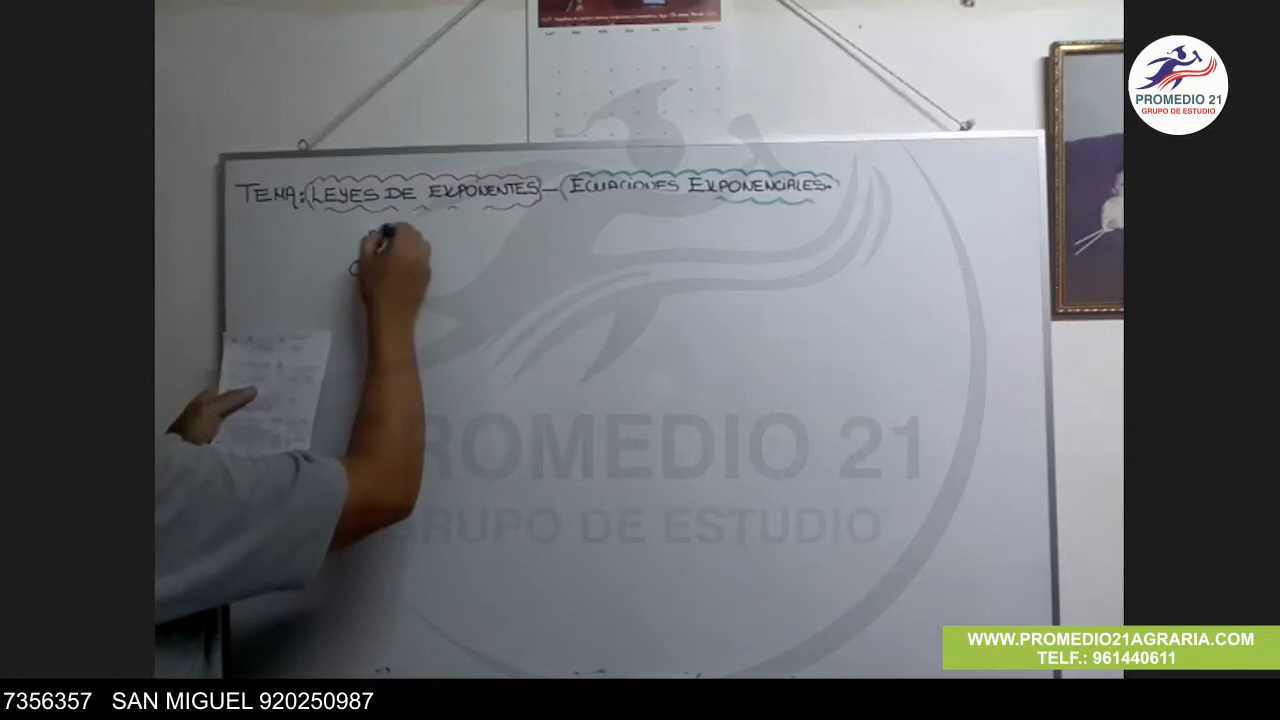 PROMEDIO 21
GRUPO DE ESTUDIO
TEMA: LEYES DE EXPONENTES – ECUACIONES EXPONENCIALES.
PROMEDIO 21
GRUPO DE ESTUDIO
WWW.PROMEDIO21AGRARIA.COM
TELF.: 961440611
7356357 SAN MIGUEL 920250987